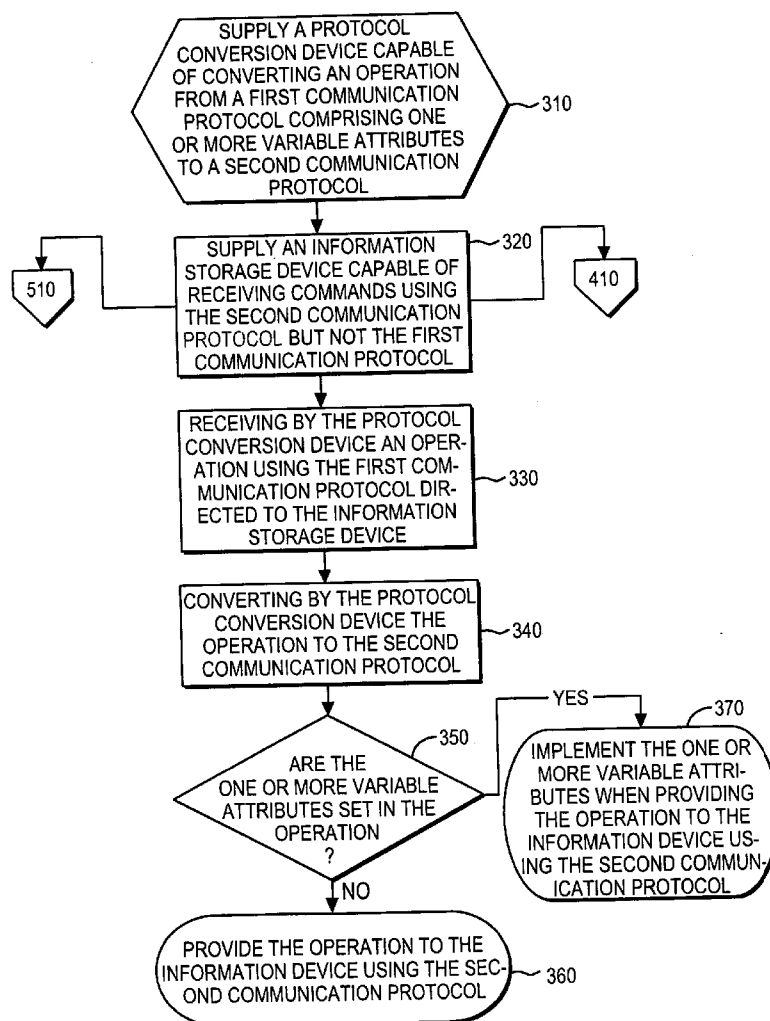 SUPPLY A PROTOCOL
CONVERSION DEVICE CAPABLE
OF CONVERTING AN OPERATION
FROM A FIRST COMMUNICATION
PROTOCOL COMPRISING ONE
OR MORE VARIABLE ATTRIBUTES
TO A SECOND COMMUNICATION
PROTOCOL
310
320
SUPPLY AN INFORMATION
STORAGE DEVICE CAPABLE OF
RECEIVING COMMANDS USING
THE SECOND COMMUNICATION
PROTOCOL BUT NOT THE FIRST
COMMUNICATION PROTOCOL
510
410
RECEIVING BY THE PROTOCOL
CONVERSION DEVICE AN OPER-
ATION USING THE FIRST COM-
MUNICATION PROTOCOL DIR-
ECTED TO THE INFORMATION
STORAGE DEVICE
330
CONVERTING BY THE PROTOCOL
CONVERSION DEVICE THE
OPERATION TO THE SECOND
COMMUNICATION PROTOCOL
340
350
ARE THE
ONE OR MORE VARIABLE
ATTRIBUTES SET IN THE
OPERATION
?
YES
370
IMPLEMENT THE ONE OR
MORE VARIABLE ATTRI-
BUTES WHEN PROVIDING
THE OPERATION TO THE
INFORMATION DEVICE US-
ING THE SECOND COMMUN-
ICATION PROTOCOL
NO
PROVIDE THE OPERATION TO THE
INFORMATION DEVICE USING THE SEC-
OND COMMUNICATION PROTOCOL
360